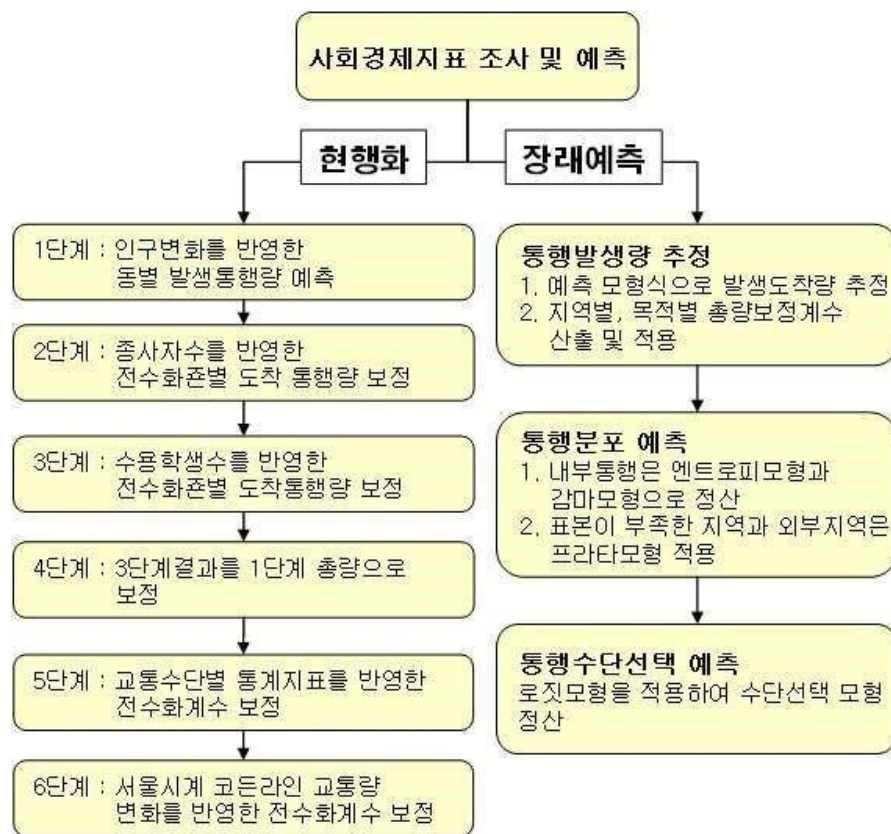 사회경제지표 조사 및 예측
현행화
장래예측
1단계 : 인구변화를 반영한
동별 발생통행량 예측
2단계 : 종사자수를 반영한
전수화죤별 도착 통행량 보정
3단계 : 수용학생수를 반영한
전수화죤별 도착통행량 보정
4단계 : 3단계결과를 1단계 총량으로
보정
5단계 : 교통수단별 통계지표를 반영한
전수화계수 보정
6단계 : 서울시계 코든라인 교통량
변화를 반영한 전수화계수 보정
통행발생량 추정
1. 예측 모형식으로 발생도착량 추정
2. 지역별, 목적별 총량보정계수
산출 및 적용
통행분포 예측
1. 내부통행은 엔트로피모형과
감마모형으로 정산
2. 표본이 부족한 지역과 외부지역은
프라타모형 적용
통행수단선택 예측
로짓모형을 적용하여 수단선택 모형
정산